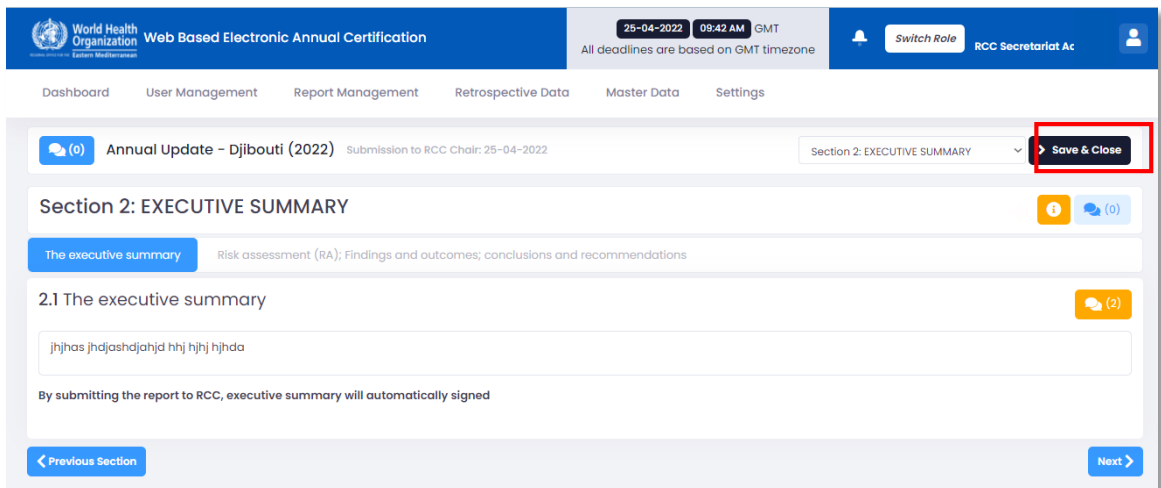 World Health
Organization
REGIONAL OFFICE FOR THE Eastern Mediterranean
Web Based Electronic Annual Certification
25-04-2022 09:42 AM GMT
All deadlines are based on GMT timezone
Switch Role
RCC Secretariat Ac
Dashboard User Management Report Management Retrospective Data Master Data Settings
(0) Annual Update - Djibouti (2022) Submission to RCC Chair: 25-04-2022
Section 2: EXECUTIVE SUMMARY
Save & Close
Section 2: EXECUTIVE SUMMARY
(0)
The executive summary Risk assessment (RA); Findings and outcomes; conclusions and recommendations
2.1 The executive summary
(2)
jhjhas jhdjashdjahjd hhj hjhj hjhda
By submitting the report to RCC, executive summary will automatically signed
Previous Section
Next